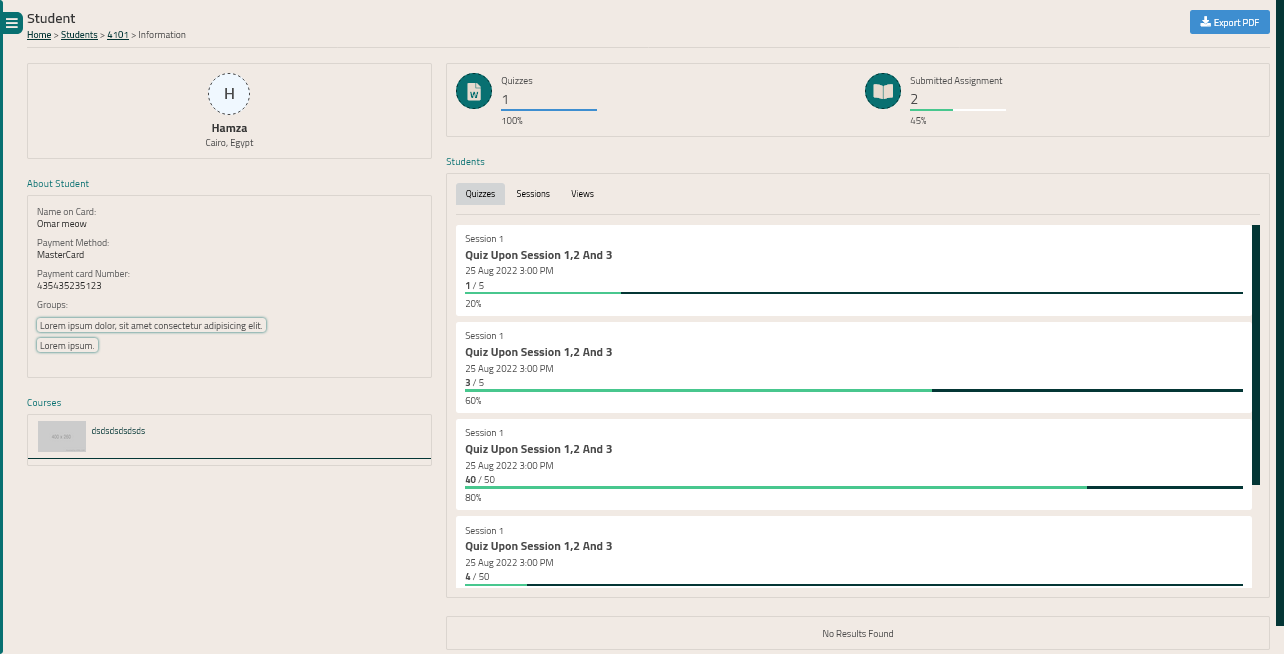 Student
Home > Students > 4101 > Information
Export PDF
H
Hamza
Cairo, Egypt
About Student
Name on Card:
Omar meow
Payment Method:
MasterCard
Payment card Number:
435435235123
Groups:
Lorem ipsum dolor, sit amet consectetur adipisicing elit.
Lorem ipsum.
Courses
dsdsdsdsdsds
W
Quizzes
1
100%
Submitted Assignment
2
45%
Students
Quizzes
Sessions
Views
Session 1
Quiz Upon Session 1,2 And 3
25 Aug 2022 3:00 PM
1 / 5
20%
Session 1
Quiz Upon Session 1,2 And 3
25 Aug 2022 3:00 PM
3 / 5
60%
Session 1
Quiz Upon Session 1,2 And 3
25 Aug 2022 3:00 PM
40 / 50
80%
Session 1
Quiz Upon Session 1,2 And 3
25 Aug 2022 3:00 PM
4 / 50
No Results Found